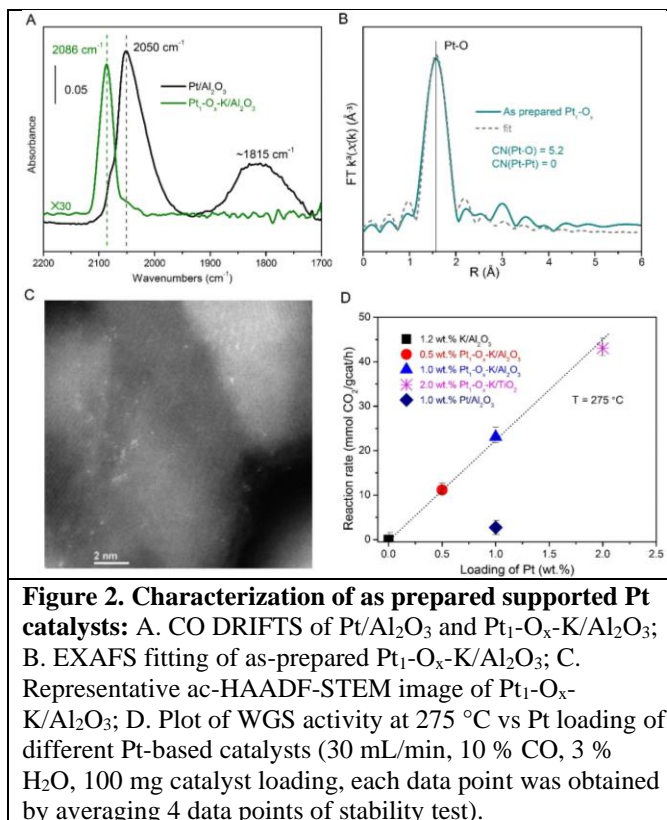 A
2086 cm⁻¹
2050 cm⁻¹
0.05
Pt/Al₂O₃
Pt₁-Oₓ-K/Al₂O₃
~1815 cm⁻¹
X30
Absorbance
2200 2100 2000 1900 1800 1700
Wavenumbers (cm⁻¹)
B
Pt-O
As prepared Pt₁-Oₓ
fit
CN(Pt-O) = 5.2
CN(Pt-Pt) = 0
FT k²(χ(k) (Å⁻³)
0 1 2 3 4 5 6
R (Å)
C
2 nm
D
50
40
30
20
10
0
1.2 wt.% K/Al₂O₃
0.5 wt.% Pt₁-Oₓ-K/Al₂O₃
1.0 wt.% Pt₁-Oₓ-K/Al₂O₃
2.0 wt.% Pt₁-Oₓ-K/TiO₂
1.0 wt.% Pt/Al₂O₃
T = 275 °C
Reaction rate (mmol CO₂/gcat/h)
0.0 0.5 1.0 1.5 2.0
Loading of Pt (wt.%)
Figure 2. Characterization of as prepared supported Pt
catalysts: A. CO DRIFTS of Pt/Al₂O₃ and Pt₁-Oₓ-K/Al₂O₃;
B. EXAFS fitting of as-prepared Pt₁-Oₓ-K/Al₂O₃; C.
Representative ac-HAADF-STEM image of Pt₁-Oₓ-
K/Al₂O₃; D. Plot of WGS activity at 275 °C vs Pt loading of
different Pt-based catalysts (30 mL/min, 10 % CO, 3 %
H₂O, 100 mg catalyst loading, each data point was obtained
by averaging 4 data points of stability test).